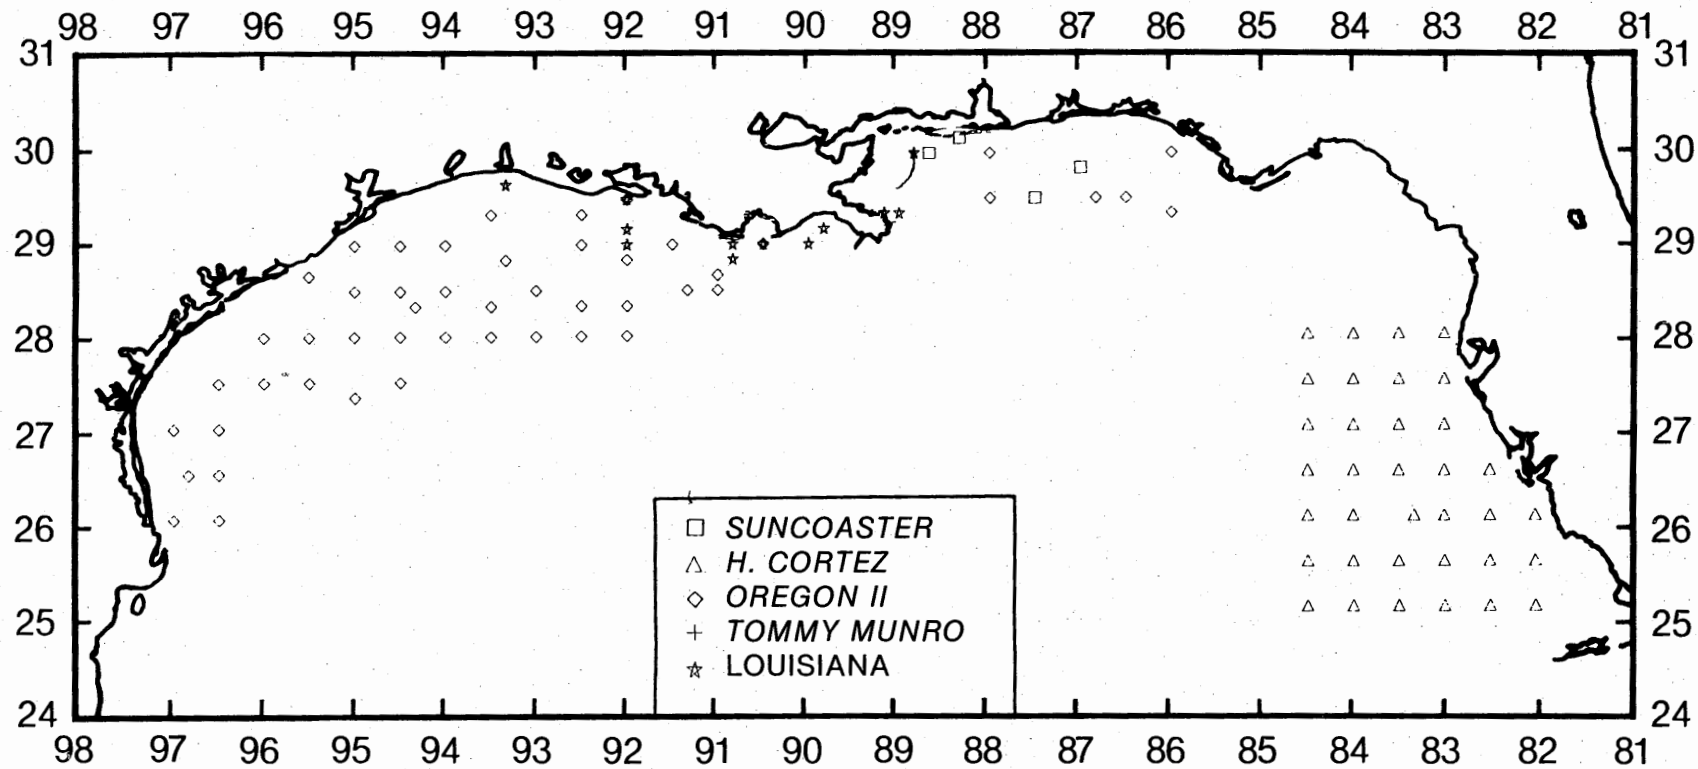 98 97 96 95 94 93 92 91 90 89 88 87 86 85 84 83 82 81
31 31
30 30
29 29
28 28
27 27
26 26
25 25
24 24
SUNCOASTER
H. CORTEZ
OREGON II
TOMMY MUNRO
LOUISIANA
98 97 96 95 94 93 92 91 90 89 88 87 86 85 84 83 82 81